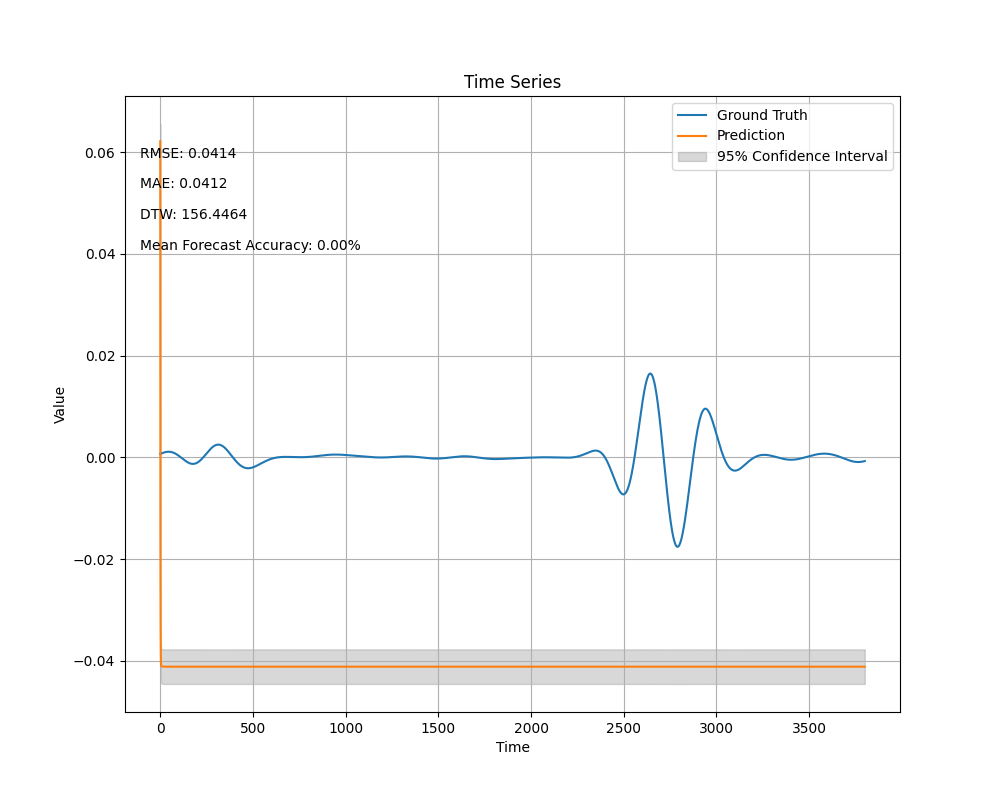 Time Series
Ground Truth
Prediction
95% Confidence Interval
RMSE: 0.0414
MAE: 0.0412
DTW: 156.4464
Mean Forecast Accuracy: 0.00%
Value
0.06
0.04
0.02
0.00
−0.02
−0.04
0 500 1000 1500 2000 2500 3000 3500
Time